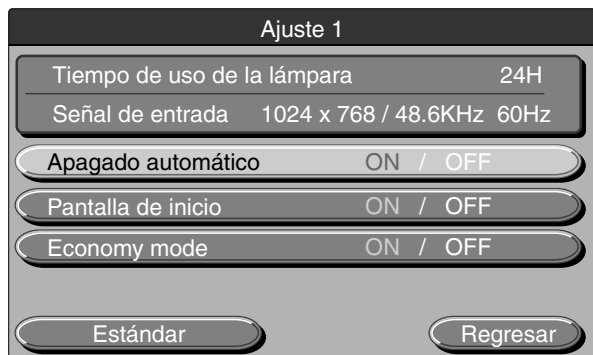 Ajuste 1
Tiempo de uso de la lámpara 24H
Señal de entrada 1024 x 768 / 48.6KHz 60Hz
Apagado automático ON / OFF
Pantalla de inicio ON / OFF
Economy mode ON / OFF
Estándar Regresar